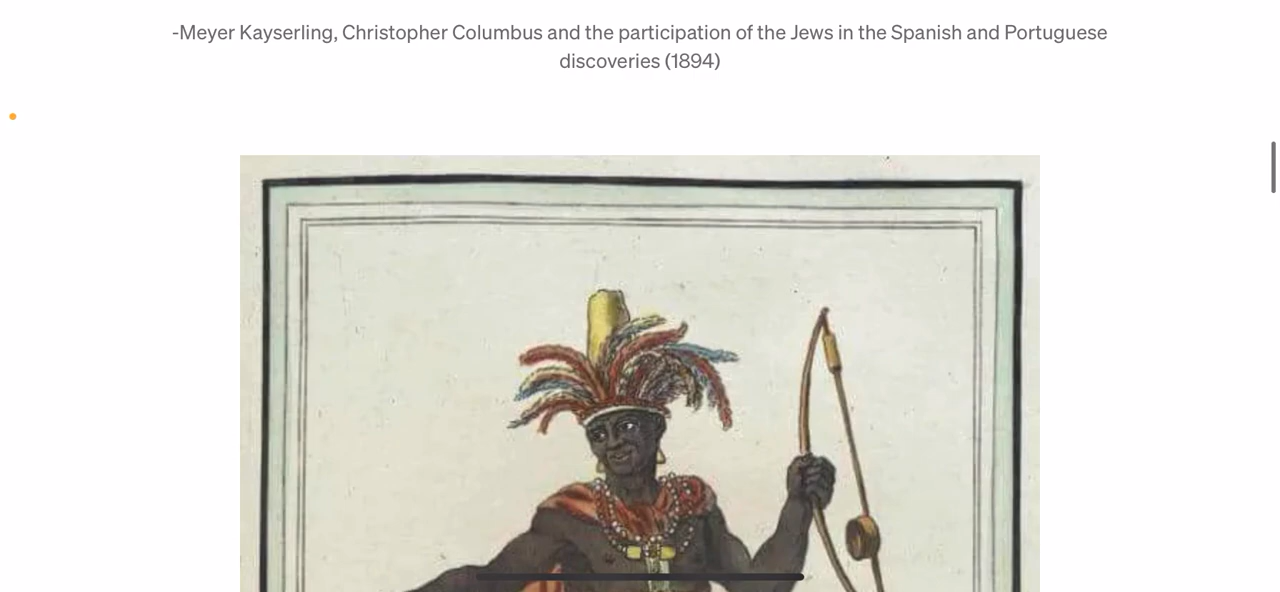 -Meyer Kayserling, Christopher Columbus and the participation of the Jews in the Spanish and Portuguese
discoveries (1894)